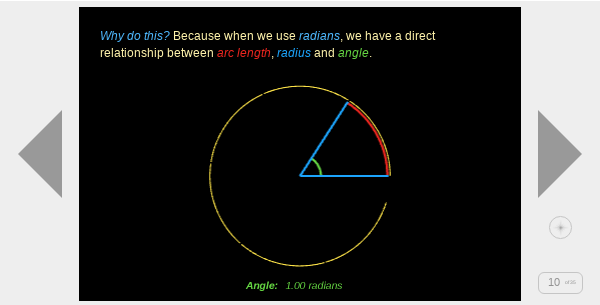 Why do this? Because when we use radians, we have a direct
relationship between arc length, radius and angle.
Angle: 1.00 radians
10